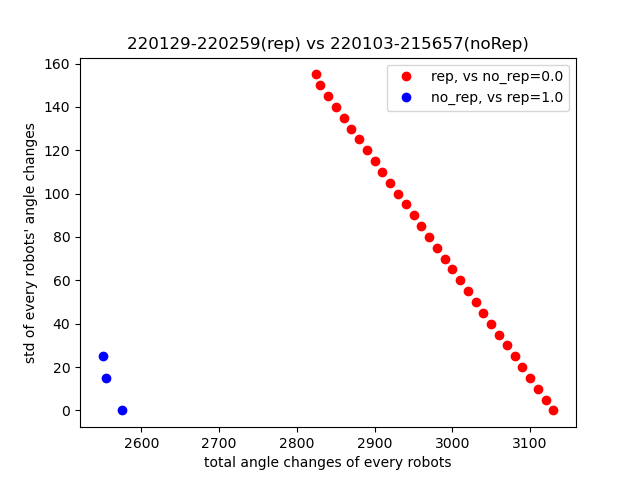 220129-220259(rep) vs 220103-215657(noRep)
rep, vs no_rep=0.0
no_rep, vs rep=1.0
std of every robots' angle changes
160
140
120
100
80
60
40
20
0
2600 2700 2800 2900 3000 3100
total angle changes of every robots